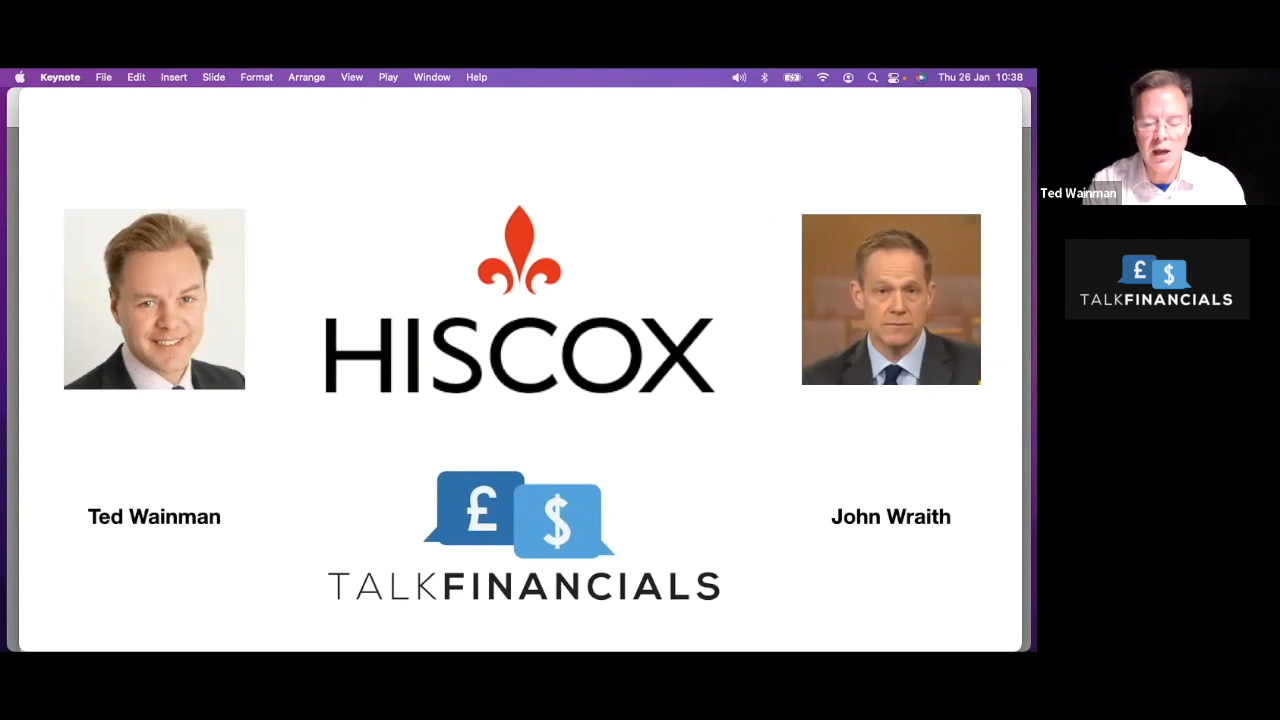 Keynote File Edit Insert Slide Format Arrange View Play Window Help Thu 26 Jan 10:38
HISCOX
£ $
TALKFINANCIALS
Ted Wainman
John Wraith
Ted Wainman
£ $
TALKFINANCIALS